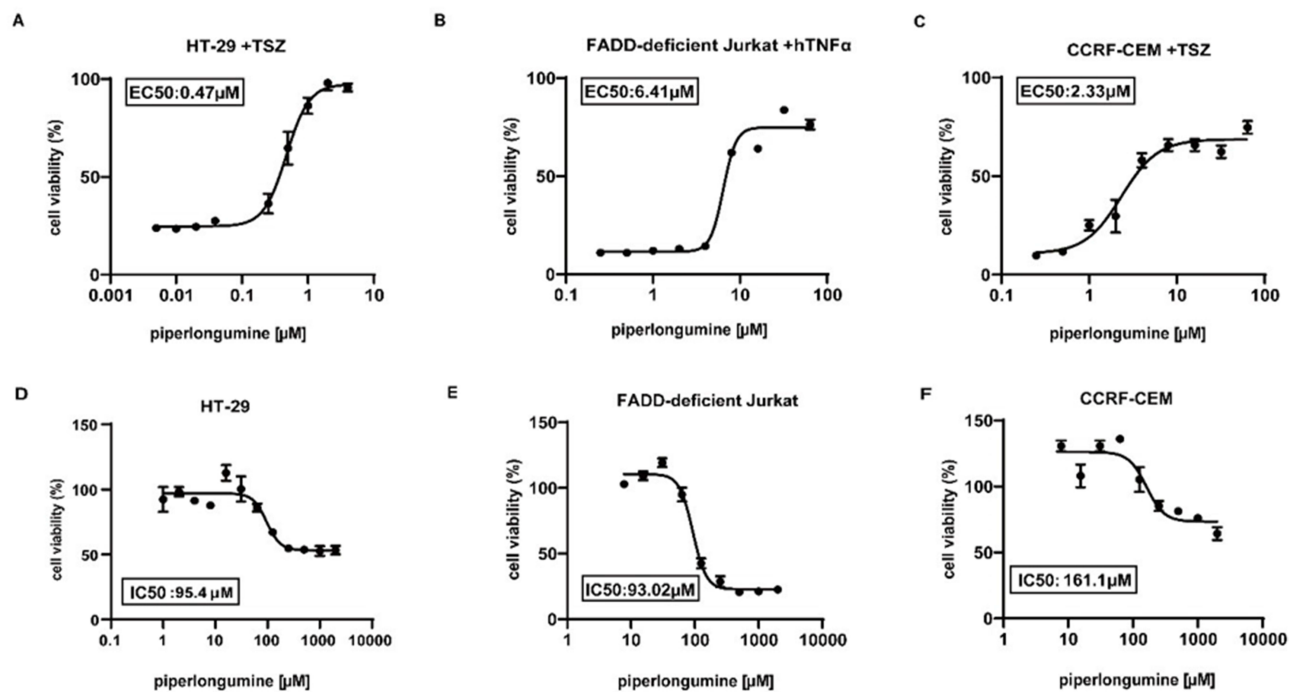 A
HT-29 +TSZ
EC50:0.47µM
cell viability (%)
100
50
0
0.001 0.01 0.1 1 10
piperlongumine [µM]
B
FADD-deficient Jurkat +hTNFα
EC50:6.41µM
cell viability (%)
100
50
0
0.1 1 10 100
piperlongumine [µM]
C
CCRF-CEM +TSZ
EC50:2.33µM
cell viability (%)
100
50
0
0.1 1 10 100
piperlongumine [µM]
D
HT-29
cell viability (%)
150
100
50
0
IC50 :95.4 µM
0.1 1 10 100 1000 10000
piperlongumine [µM]
E
FADD-deficient Jurkat
cell viability (%)
150
100
50
0
IC50:93.02µM
1 10 100 1000 10000
piperlongumine [µM]
F
CCRF-CEM
cell viability (%)
150
100
50
0
IC50: 161.1µM
1 10 100 1000 10000
piperlongumine [µM]